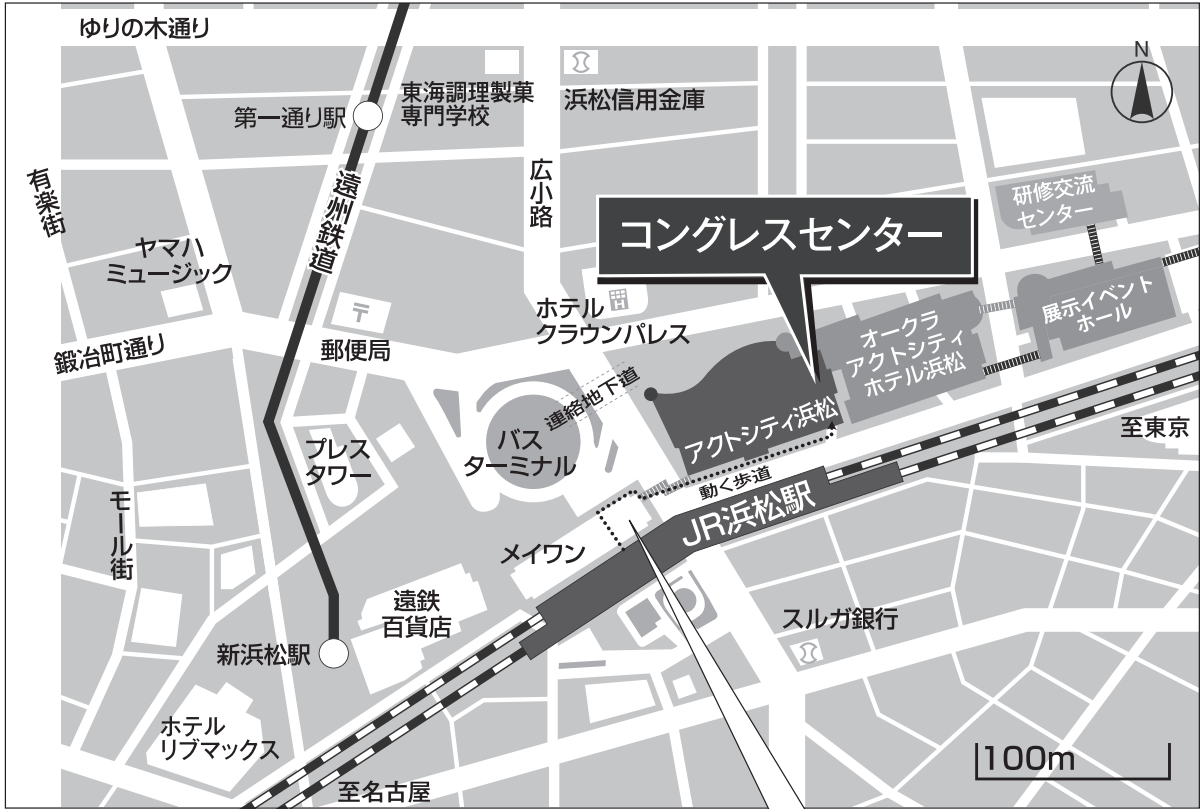 ゆりの木通り
N
東海調理製菓
専門学校
浜松信用金庫
第一通り駅
有楽街
遠州鉄道
広小路
研修交流
センター
コングレスセンター
ヤマハ
ミュージック
ホテル
クラウンパレス
展示イベント
ホール
オークラ
アクトシティ
ホテル浜松
鍛冶町通り
郵便局
連絡地下道
アクトシティ浜松
至東京
バス
ターミナル
プレス
タワー
動く歩道
JR浜松駅
モール街
メイワン
遠鉄
百貨店
スルガ銀行
新浜松駅
ホテル
リブマックス
至名古屋
100m